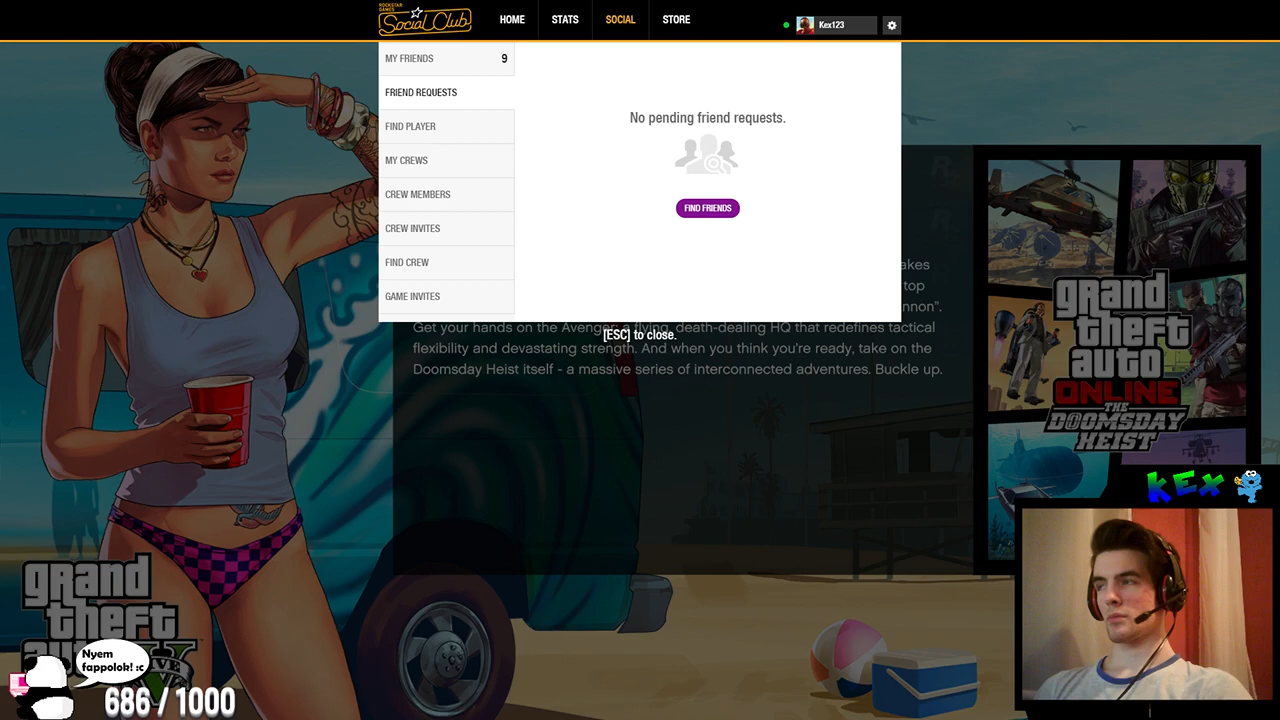 ROCKSTAR
GAMES
Social Club
HOME
STATS
SOCIAL
STORE
Kex123
MY FRIENDS
9
FRIEND REQUESTS
FIND PLAYER
MY CREWS
CREW MEMBERS
CREW INVITES
FIND CREW
GAME INVITES
No pending friend requests.
FIND FRIENDS
[ESC] to close.
akes
top
nnon".
Get your hands on the Avenger: a flying, death-dealing HQ that redefines tactical
flexibility and devastating strength. And when you think you're ready, take on the
Doomsday Heist itself - a massive series of interconnected adventures. Buckle up.
grand
theft
auto
ONLINE
THE
DOOMSDAY
HEIST
KEX
grand
theft
Nyem
fappolok! :c
686 / 1000